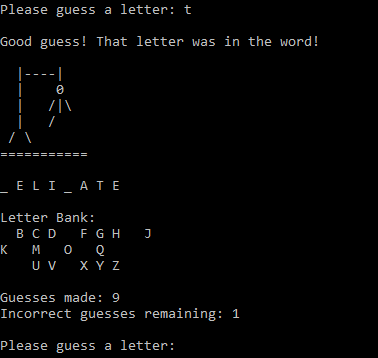 Please guess a letter: t
Good guess! That letter was in the word!
|----|
|    0
|   /|\
|   /
/ \
===========
_ E L I _ A T E
Letter Bank:
B C D   F G H   J
K   M   O   Q
U V   X Y Z
Guesses made: 9
Incorrect guesses remaining: 1
Please guess a letter: